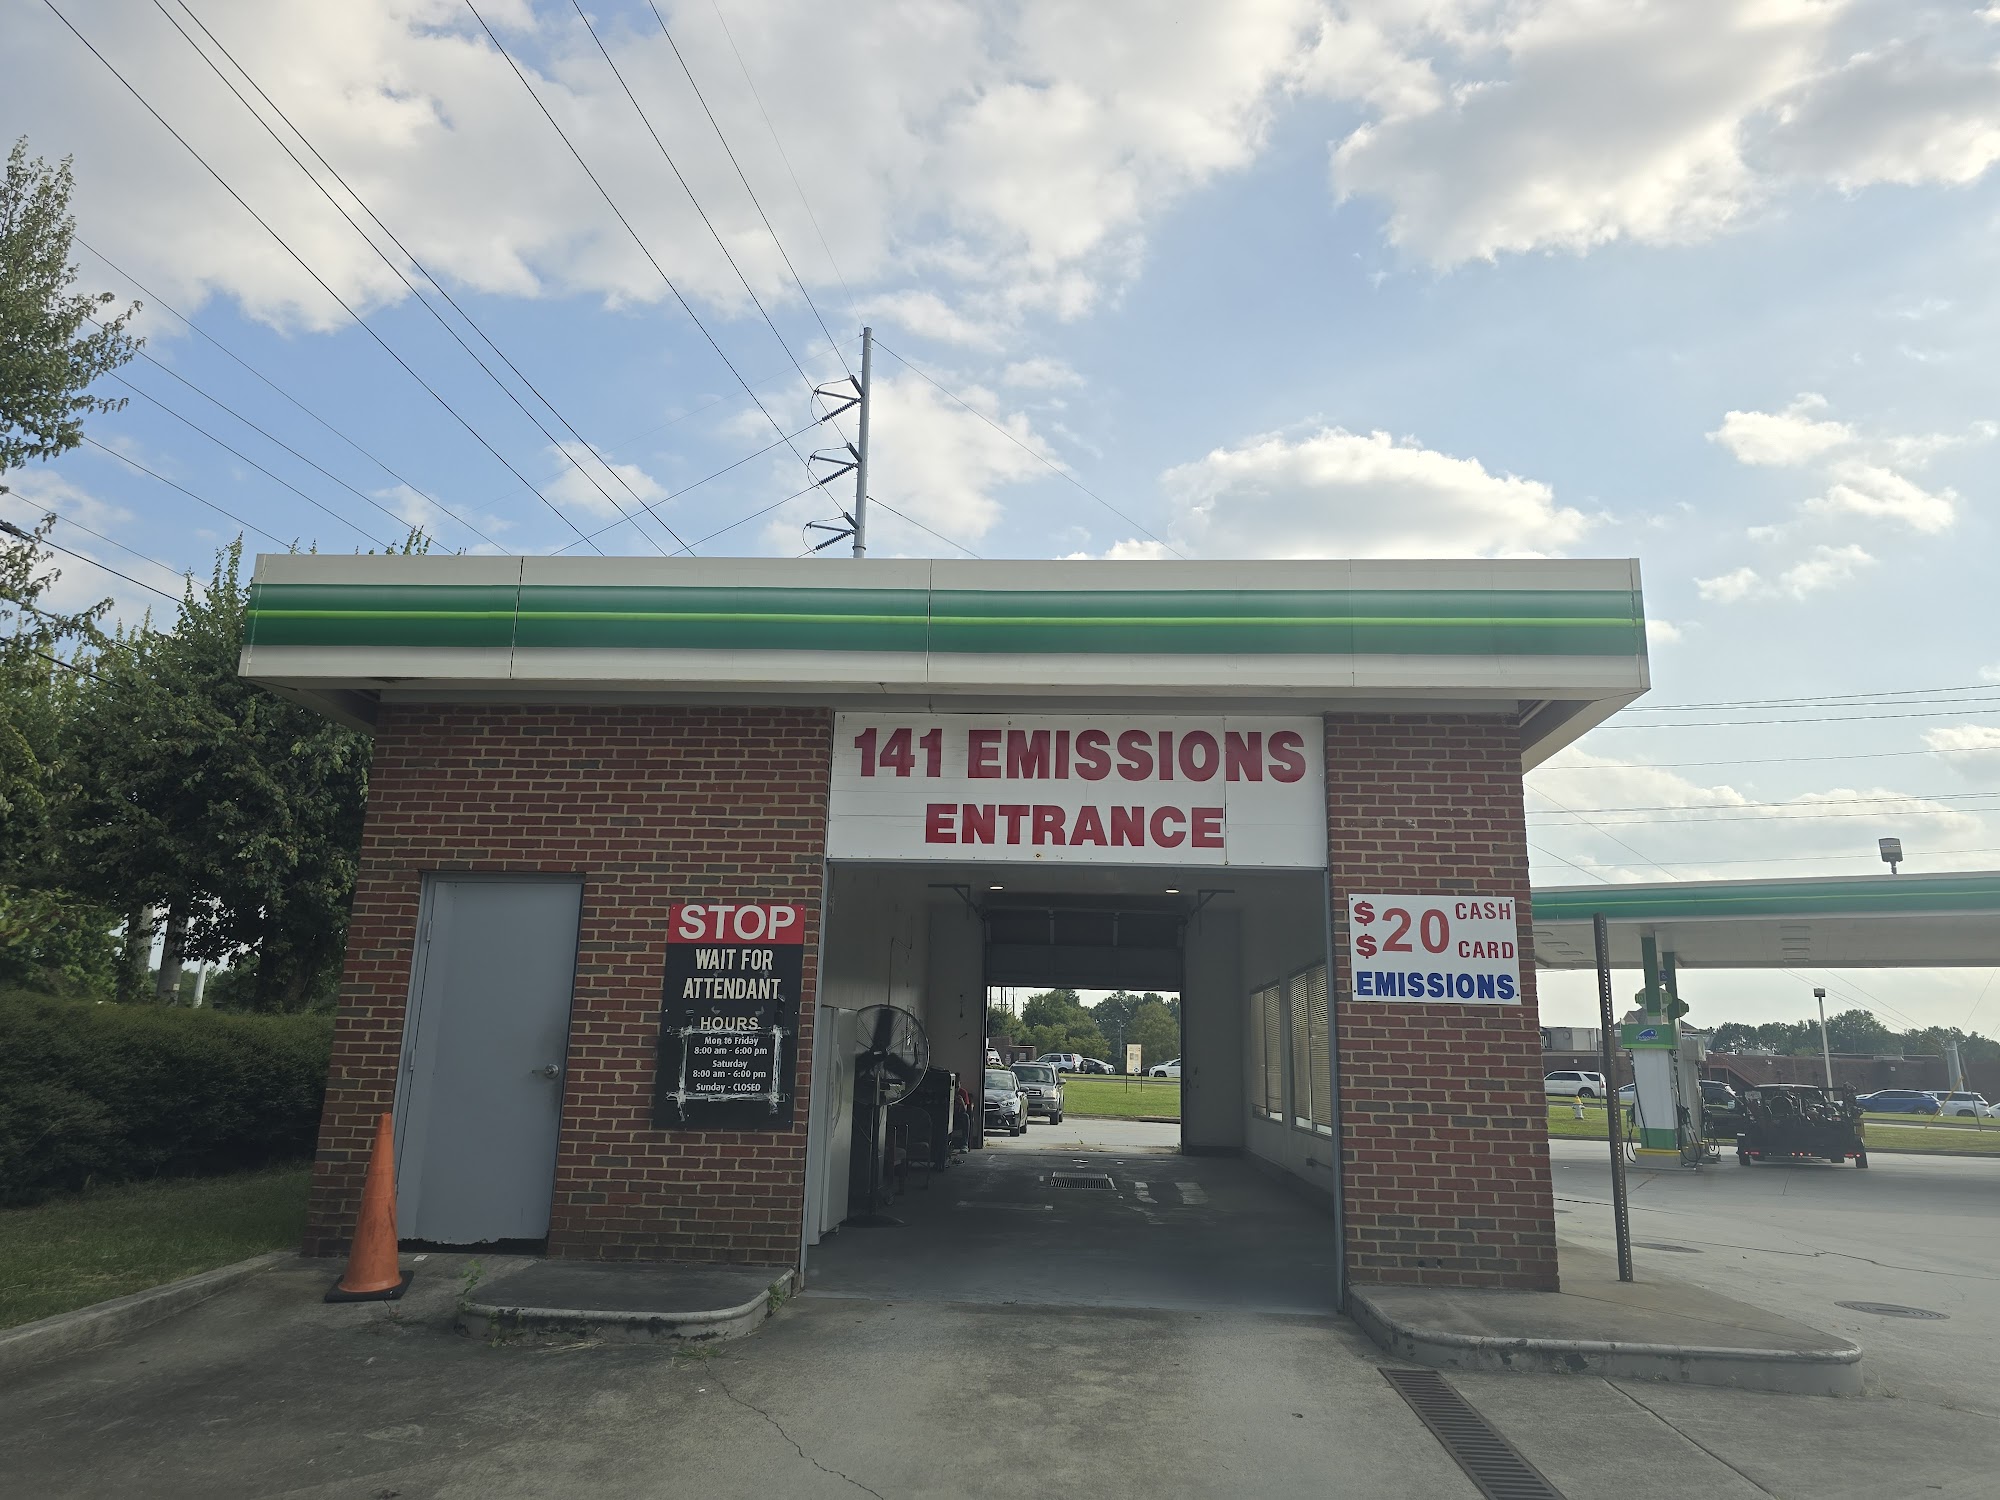 141 EMISSIONS
ENTRANCE
STOP
WAIT FOR
ATTENDANT
HOURS
Mon to Friday
8:00 am - 6:00 pm
Saturday
8:00 am - 6:00 pm
Sunday - CLOSED
$ 20 CASH
$ CARD
EMISSIONS